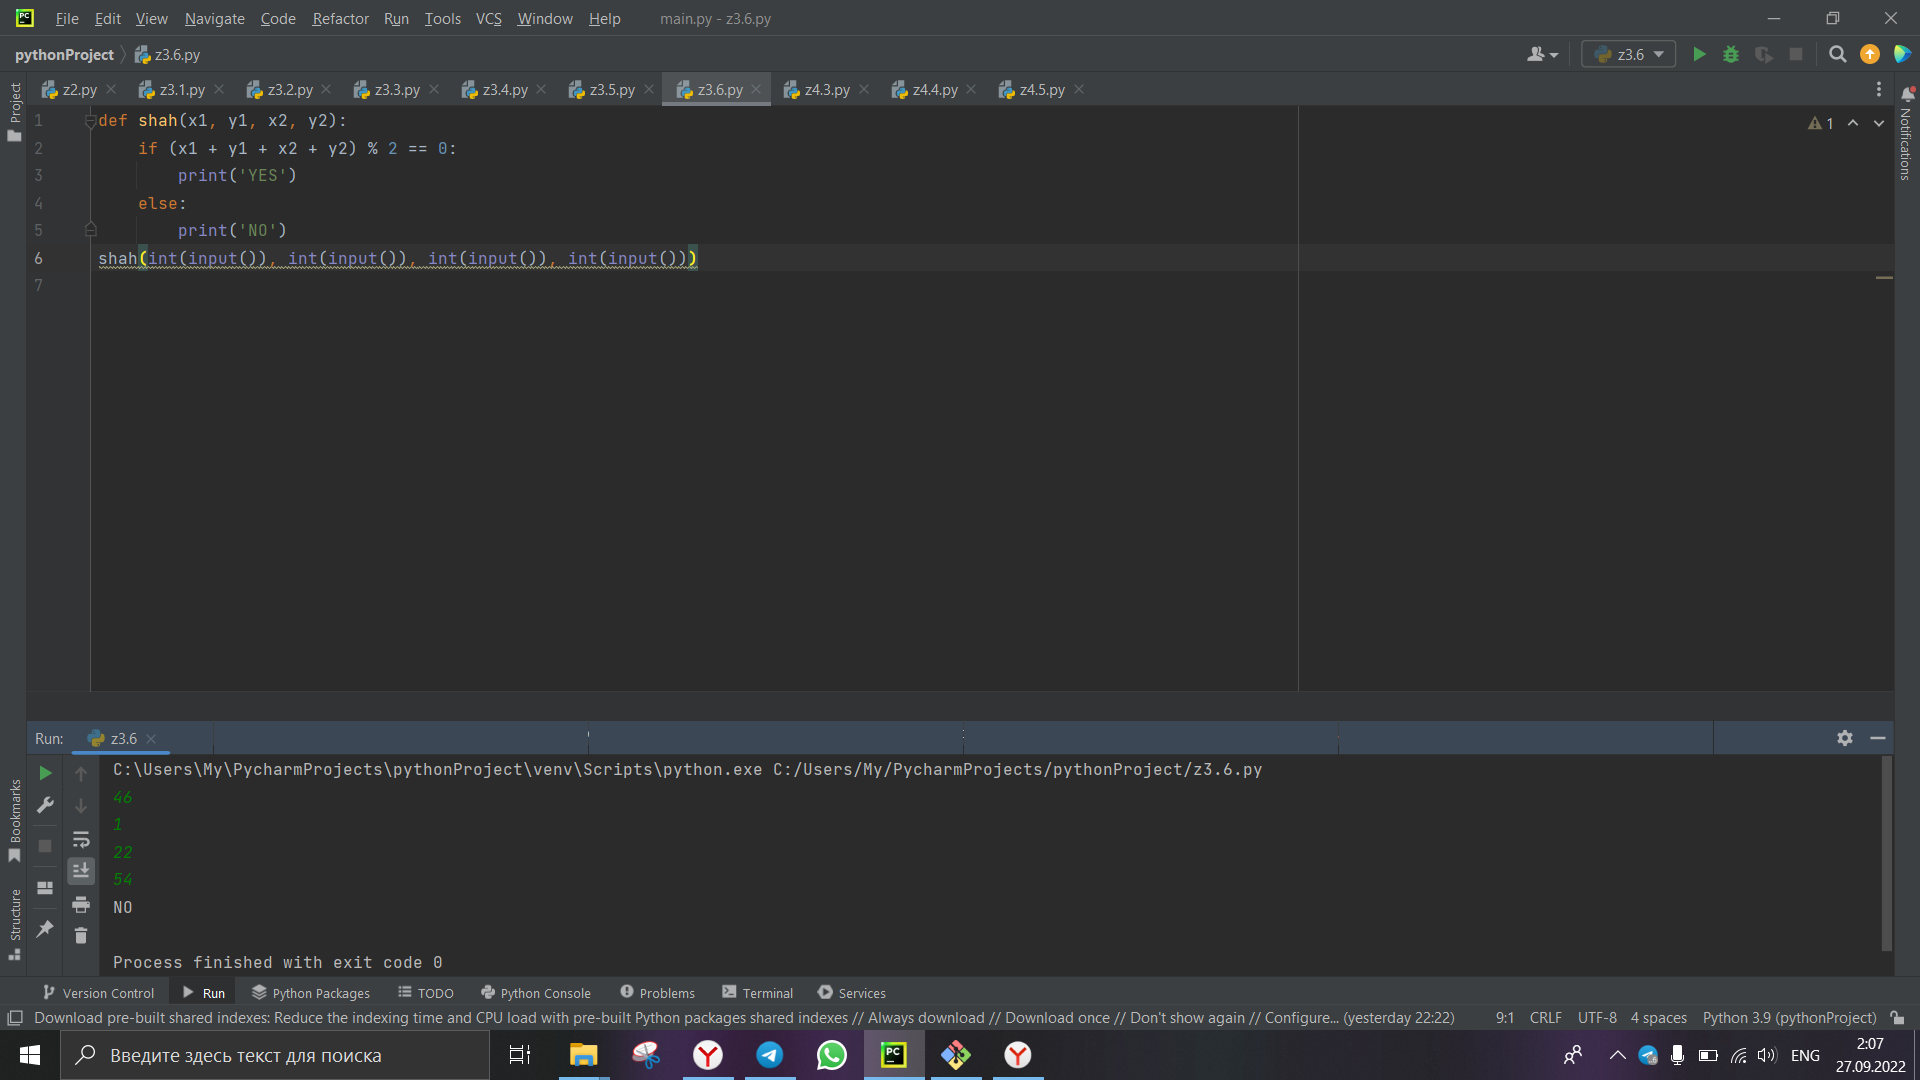 PC
File Edit View Navigate Code Refactor Run Tools VCS Window Help main.py - z3.6.py
pythonProject z3.6.py z3.6
Project
z2.py z3.1.py z3.2.py z3.3.py z3.4.py z3.5.py z3.6.py z4.3.py z4.4.py z4.5.py
Notifications
1 def shah(x1, y1, x2, y2): 1
2 if (x1 + y1 + x2 + y2) % 2 == 0:
3 print('YES')
4 else:
5 print('NO')
6 shah(int(input()), int(input()), int(input()), int(input()))
7
Run: z3.6
C:\Users\My\PycharmProjects\pythonProject\venv\Scripts\python.exe C:/Users/My/PycharmProjects/pythonProject/z3.6.py
46
1
22
54
NO
Process finished with exit code 0
Bookmarks
Structure
Version Control Run Python Packages TODO Python Console Problems Terminal Services
Download pre-built shared indexes: Reduce the indexing time and CPU load with pre-built Python packages shared indexes // Always download // Download once // Don't show again // Configure... (yesterday 22:22) 9:1 CRLF UTF-8 4 spaces Python 3.9 (pythonProject)
Введите здесь текст для поиска PC ENG 2:07
27.09.2022